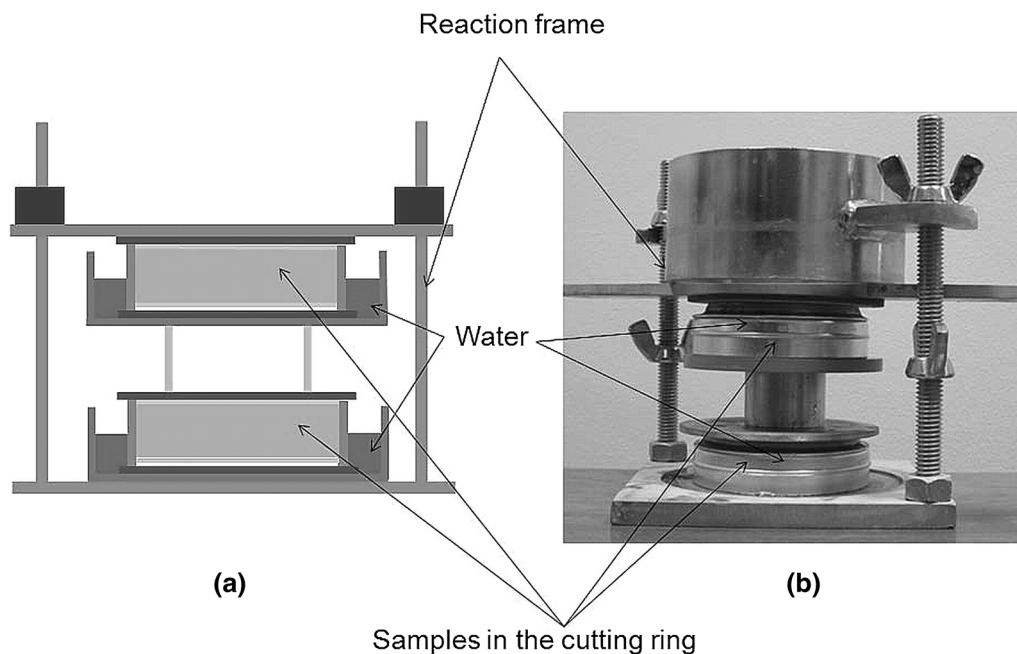 Reaction frame
Water
(a)
(b)
Samples in the cutting ring